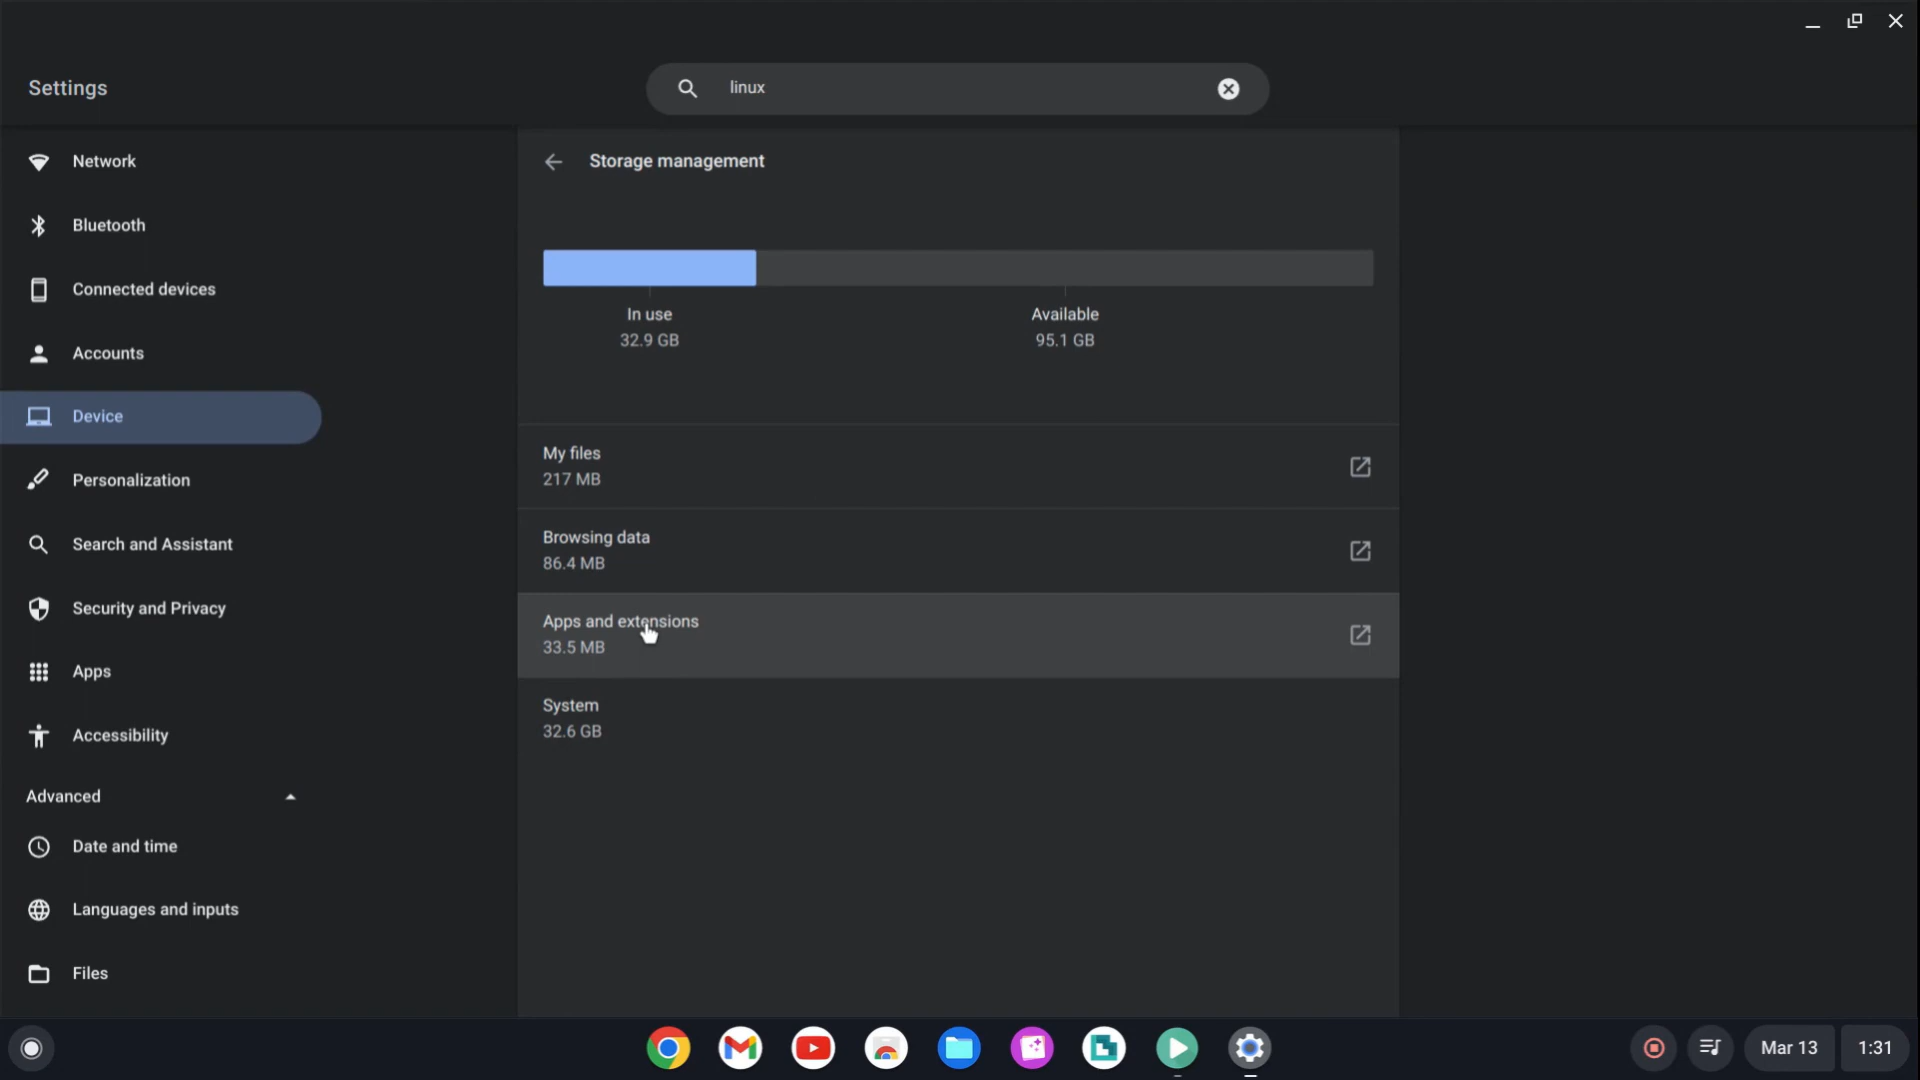 Settings
linux
Network
Bluetooth
Connected devices
Accounts
Device
Personalization
Search and Assistant
Security and Privacy
Apps
Accessibility
Advanced
Date and time
Languages and inputs
Files
Storage management
In use
32.9 GB
Available
95.1 GB
My files
217 MB
Browsing data
86.4 MB
Apps and extensions
33.5 MB
System
32.6 GB
Mar 13
1:31